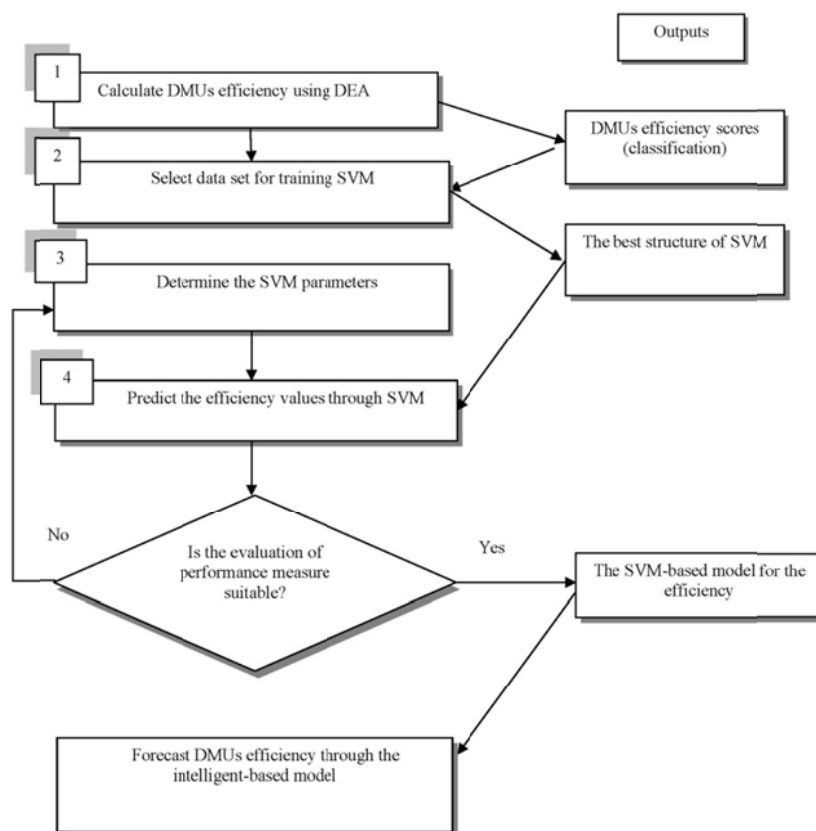 Outputs
1
Calculate DMUs efficiency using DEA
DMUs efficiency scores
(classification)
2
Select data set for training SVM
The best structure of SVM
3
Determine the SVM parameters
4
Predict the efficiency values through SVM
No
Is the evaluation of
performance measure
suitable?
Yes
The SVM-based model for the
efficiency
Forecast DMUs efficiency through the
intelligent-based model